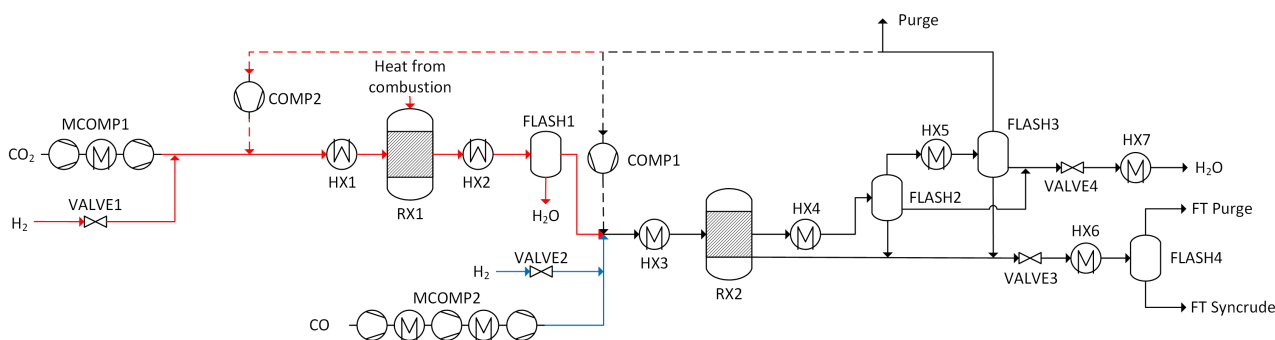 Purge
Heat from
combustion
COMP2
MCOMP1
FLASH1
HX5
FLASH3
CO₂
COMP1
HX7
HX1
HX2
VALVE4
H₂O
VALVE1
RX1
H₂O
HX4
FLASH2
H₂
HX3
HX6
FT Purge
VALVE2
H₂
RX2
VALVE3
FLASH4
MCOMP2
FT Syncrude
CO